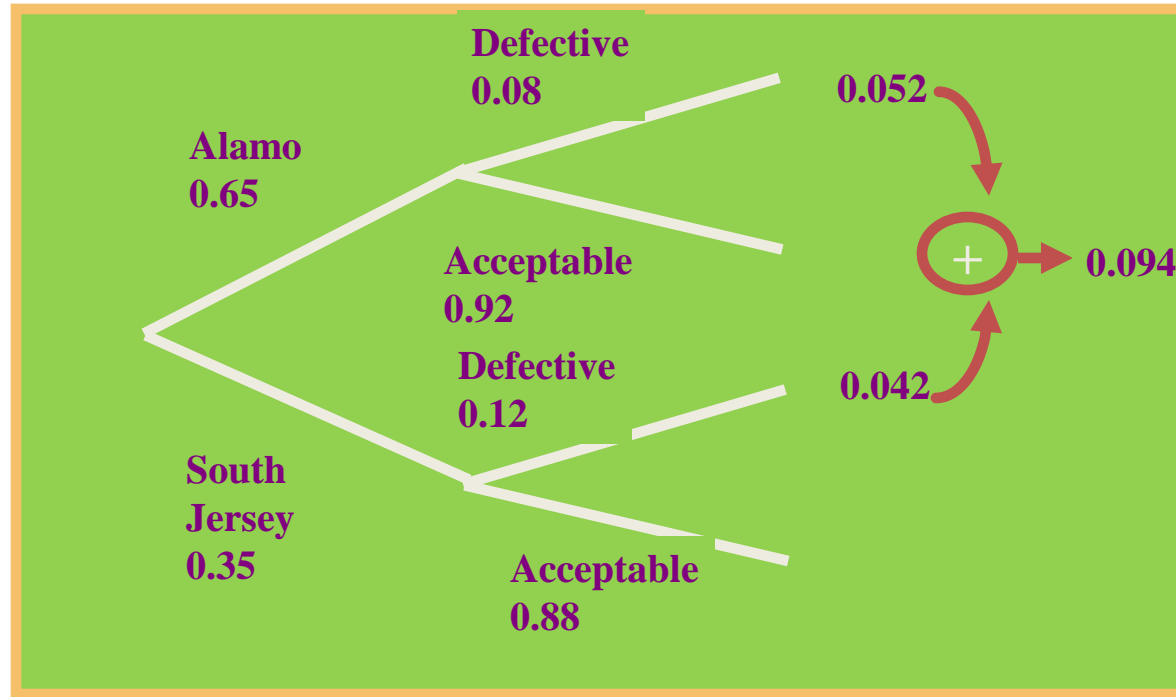 Defective
0.08
0.052
Alamo
0.65
Acceptable
0.92
+
0.094
Defective
0.12
0.042
South
Jersey
0.35
Acceptable
0.88